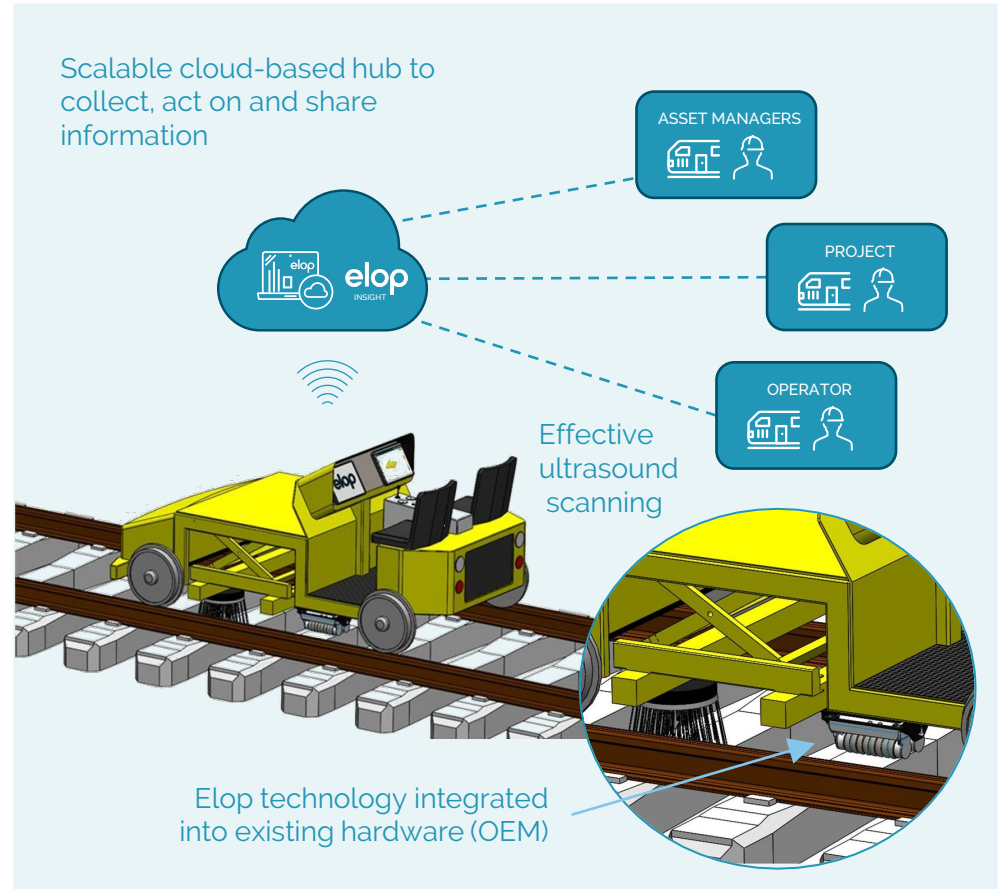 Scalable cloud-based hub to
collect, act on and share
information
ASSET MANAGERS
PROJECT
elop
elop
INSIGHT
OPERATOR
Effective
ultrasound
scanning
elop
Elop technology integrated
into existing hardware (OEM)